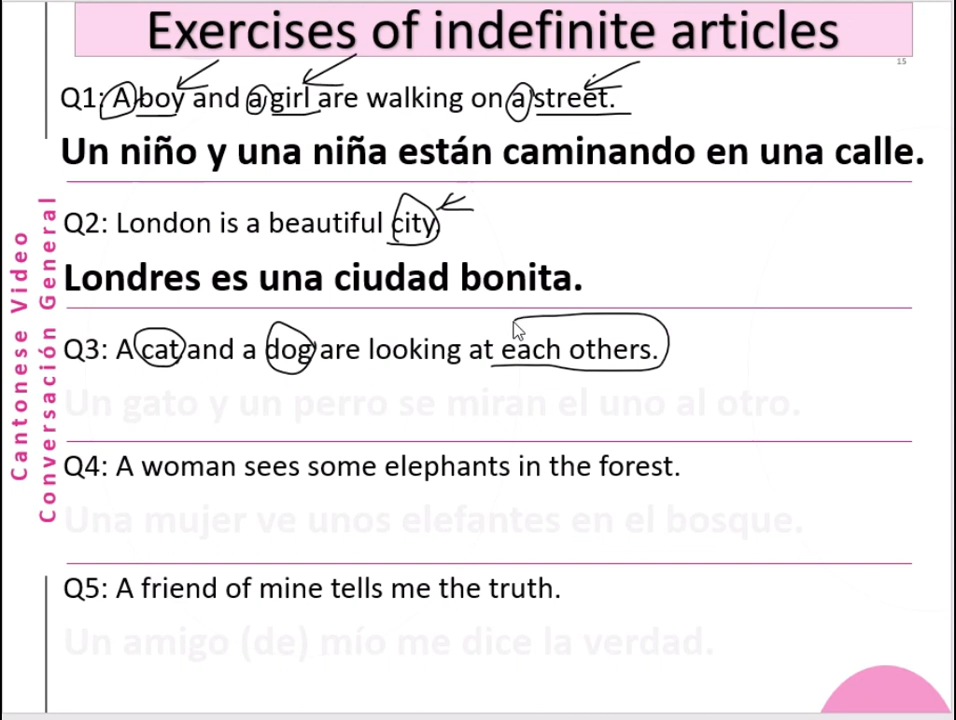 Exercises of indefinite articles
15
Q1: A boy and a girl are walking on a street.
Un niño y una niña están caminando en una calle.
Q2: London is a beautiful city.
Londres es una ciudad bonita.
Q3: A cat and a dog are looking at each others.
Un gato y un perro se miran el uno al otro.
Q4: A woman sees some elephants in the forest.
Una mujer ve unos elefantes en el bosque.
Q5: A friend of mine tells me the truth.
Un amigo (de) mío me dice la verdad.
Cantonese Video
Conversación General